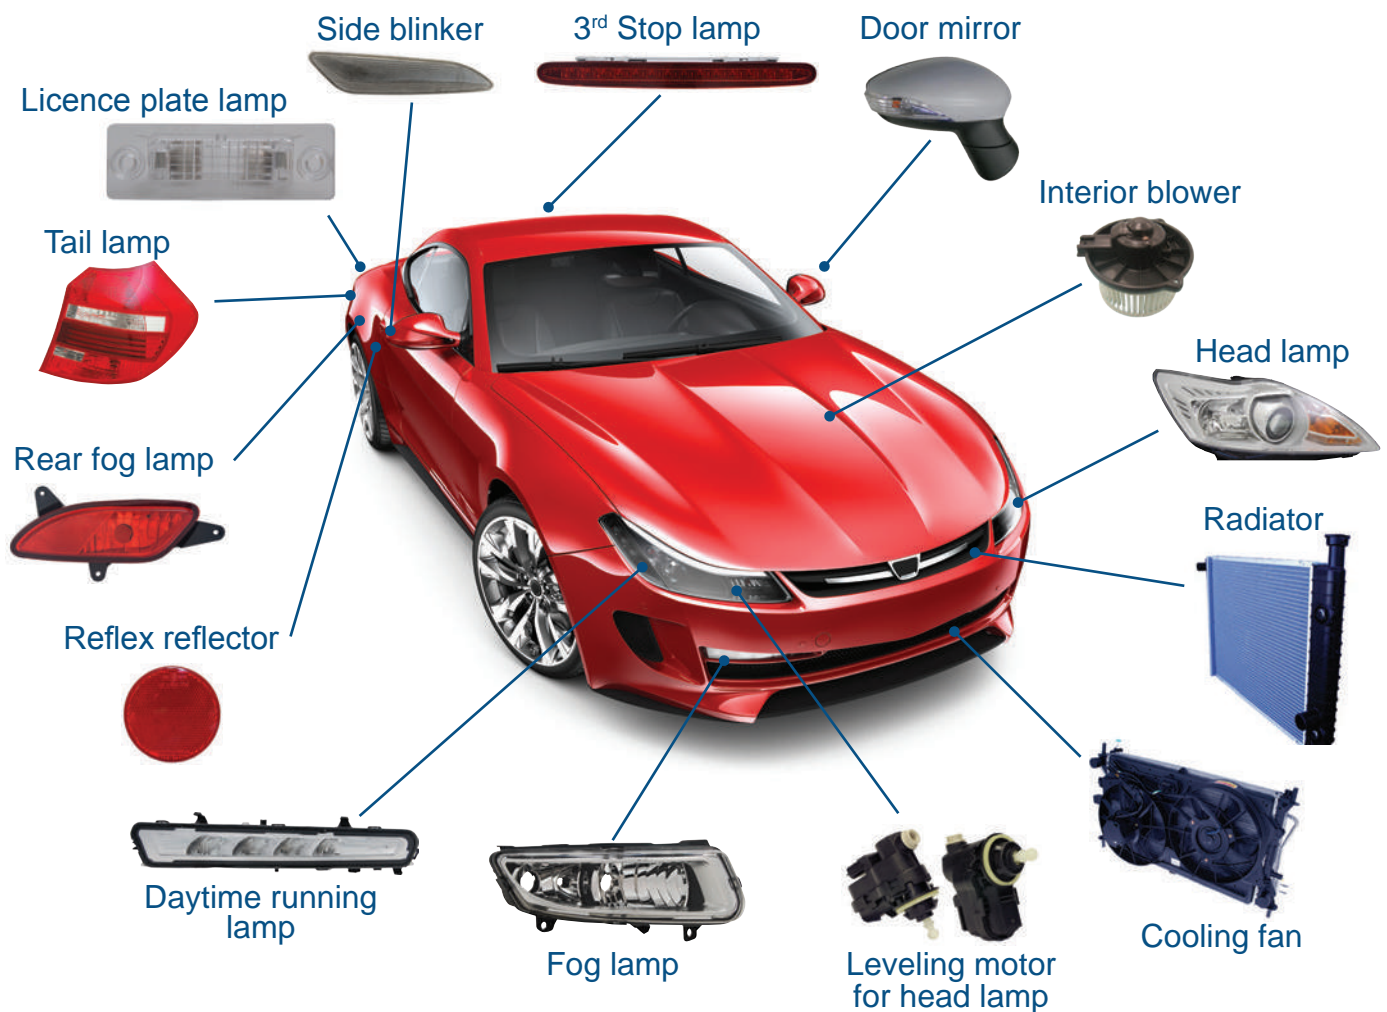 Side blinker
3rd Stop lamp
Door mirror
Licence plate lamp
Interior blower
Tail lamp
Head lamp
Rear fog lamp
Radiator
Reflex reflector
Daytime running
lamp
Fog lamp
Leveling motor
for head lamp
Cooling fan